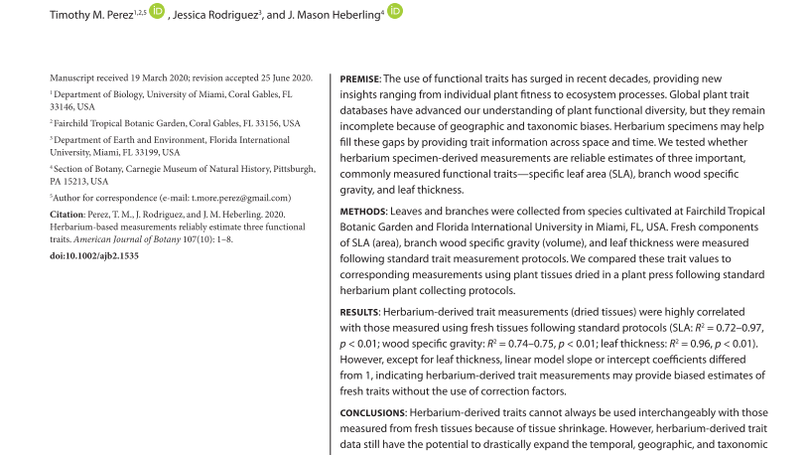 Timothy M. Perez1,2,5 iD , Jessica Rodriguez3, and J. Mason Heberling4 iD
Manuscript received 19 March 2020; revision accepted 25 June 2020.
1 Department of Biology, University of Miami, Coral Gables, FL
33146, USA
2 Fairchild Tropical Botanic Garden, Coral Gables, FL 33156, USA
3 Department of Earth and Environment, Florida International
University, Miami, FL 33199, USA
4 Section of Botany, Carnegie Museum of Natural History, Pittsburgh,
PA 15213, USA
5 Author for correspondence (e-mail: t.more.perez@gmail.com)
Citation: Perez, T. M., J. Rodriguez, and J. M. Heberling. 2020.
Herbarium-based measurements reliably estimate three functional
traits. American Journal of Botany 107(10): 1–8.
doi:10.1002/ajb2.1535
PREMISE: The use of functional traits has surged in recent decades, providing new
insights ranging from individual plant fitness to ecosystem processes. Global plant trait
databases have advanced our understanding of plant functional diversity, but they remain
incomplete because of geographic and taxonomic biases. Herbarium specimens may help
fill these gaps by providing trait information across space and time. We tested whether
herbarium specimen-derived measurements are reliable estimates of three important,
commonly measured functional traits—specific leaf area (SLA), branch wood specific
gravity, and leaf thickness.
METHODS: Leaves and branches were collected from species cultivated at Fairchild Tropical
Botanic Garden and Florida International University in Miami, FL, USA. Fresh components
of SLA (area), branch wood specific gravity (volume), and leaf thickness were measured
following standard trait measurement protocols. We compared these trait values to
corresponding measurements using plant tissues dried in a plant press following standard
herbarium plant collecting protocols.
RESULTS: Herbarium-derived trait measurements (dried tissues) were highly correlated
with those measured using fresh tissues following standard protocols (SLA: R2 = 0.72–0.97,
p < 0.01; wood specific gravity: R2 = 0.74–0.75, p < 0.01; leaf thickness: R2 = 0.96, p < 0.01).
However, except for leaf thickness, linear model slope or intercept coefficients differed
from 1, indicating herbarium-derived trait measurements may provide biased estimates of
fresh traits without the use of correction factors.
CONCLUSIONS: Herbarium-derived traits cannot always be used interchangeably with those
measured from fresh tissues because of tissue shrinkage. However, herbarium-derived trait
data still have the potential to drastically expand the temporal, geographic, and taxonomic